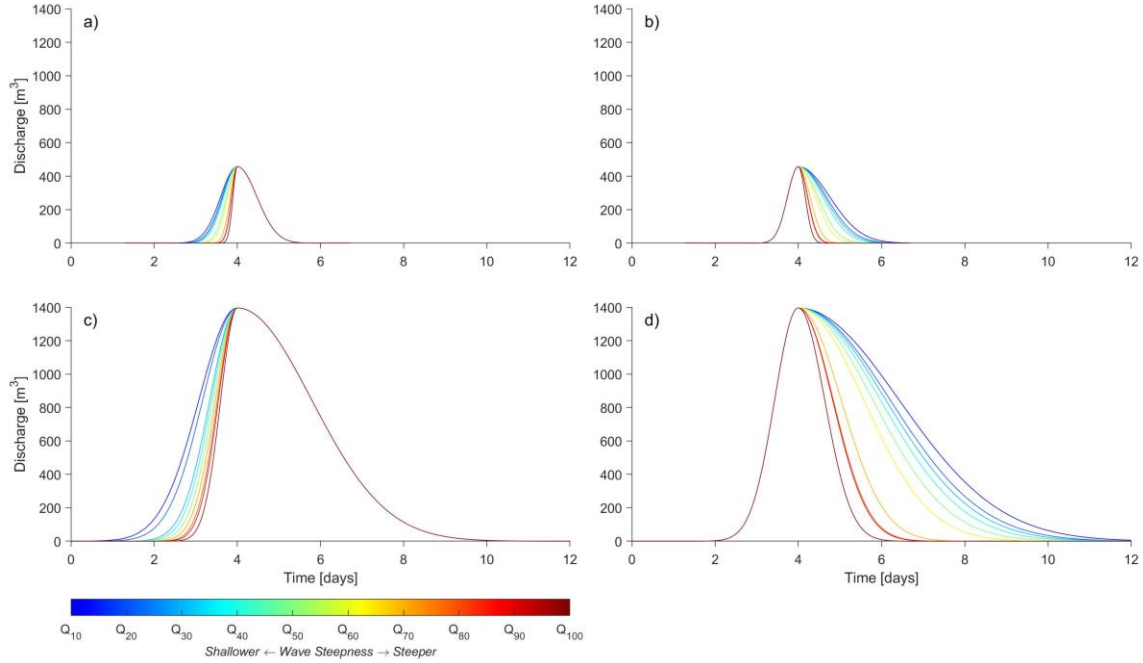 a)
1400
1200
1000
800
600
400
200
0
Discharge [m³]
0 2 4 6 8 10 12
b)
1400
1200
1000
800
600
400
200
0
Discharge [m³]
0 2 4 6 8 10 12
c)
1400
1200
1000
800
600
400
200
0
Discharge [m³]
0 2 4 6 8 10 12
Time [days]
d)
1400
1200
1000
800
600
400
200
0
0 2 4 6 8 10 12
Time [days]
Q₁₀ Q₂₀ Q₃₀ Q₄₀ Q₅₀ Q₆₀ Q₇₀ Q₈₀ Q₉₀ Q₁₀₀
Shallower ← Wave Steepness → Steeper